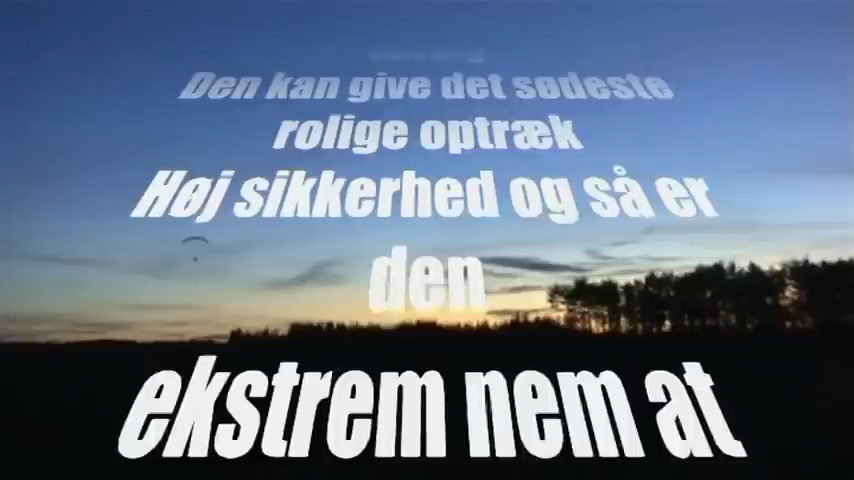 Den kan give det sødeste
rolige optræk
Høj sikkerhed og så er
den
ekstrem nem at